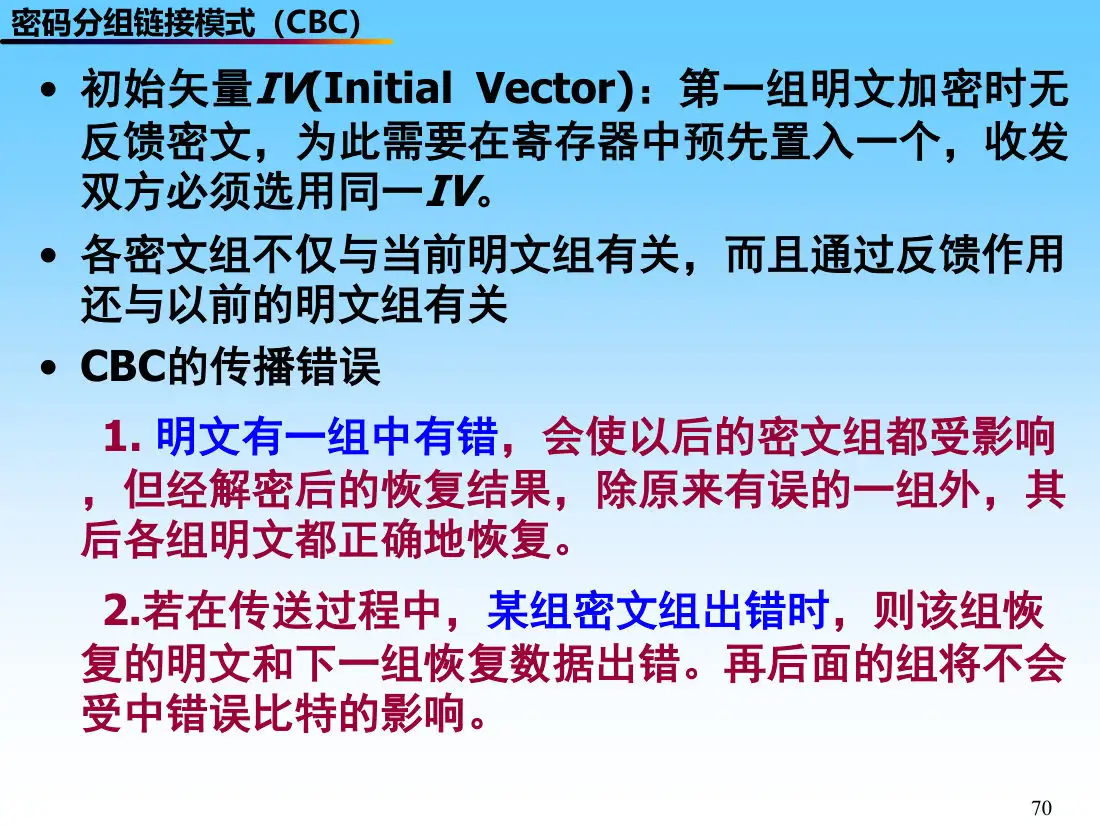 密码分组链接模式（CBC）
• 初始矢量IV(Initial Vector)：第一组明文加密时无
反馈密文，为此需要在寄存器中预先置入一个，收发
双方必须选用同一IV。
• 各密文组不仅与当前明文组有关，而且通过反馈作用
还与以前的明文组有关
• CBC的传播错误
1. 明文有一组中有错，会使以后的密文组都受影响
，但经解密后的恢复结果，除原来有误的一组外，其
后各组明文都正确地恢复。
2.若在传送过程中，某组密文组出错时，则该组恢
复的明文和下一组恢复数据出错。再后面的组将不会
受中错误比特的影响。
70